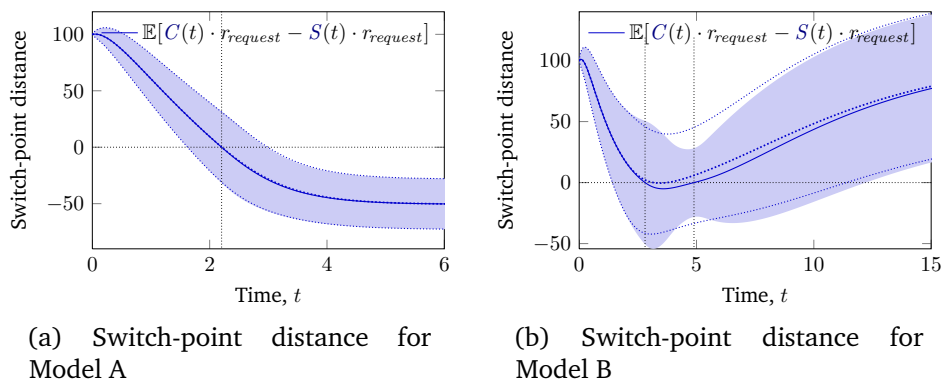 𝔼[C(t) · r_request − S(t) · r_request]
100
50
0
−50
0
2
4
6
Switch-point distance
Time, t
(a) Switch-point distance for
Model A
𝔼[C(t) · r_request − S(t) · r_request]
100
50
0
−50
0
5
10
15
Switch-point distance
Time, t
(b) Switch-point distance for
Model B